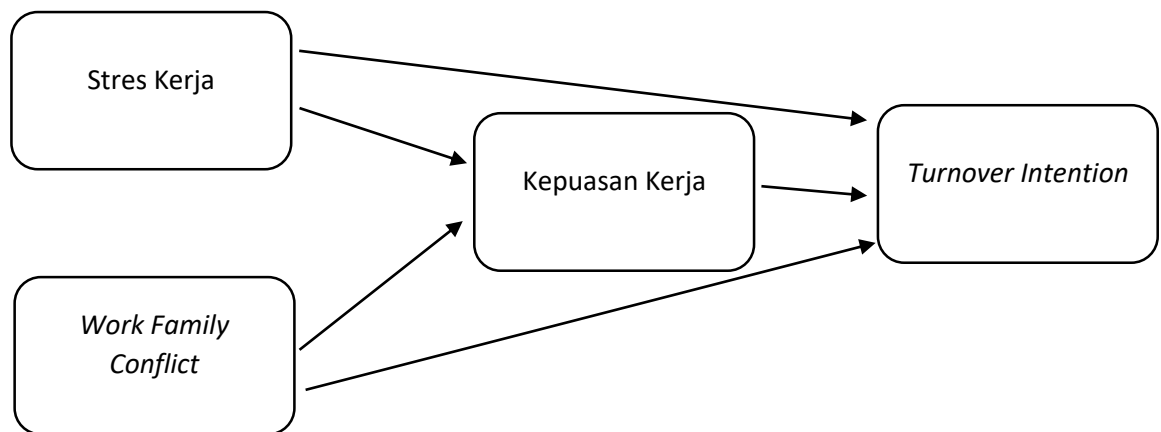 Stres Kerja
Kepuasan Kerja
Turnover Intention
Work Family
Conflict